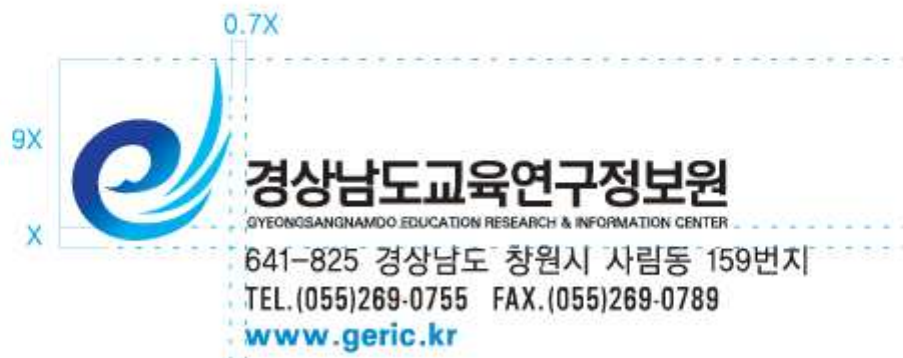 0.7X
9X
경상남도교육연구정보원
GYEONGSANGNAMDO EDUCATION RESEARCH & INFORMATION CENTER
X
641-825 경상남도 창원시 사림동 159번지
TEL.(055)269-0755 FAX.(055)269-0789
www.geric.kr